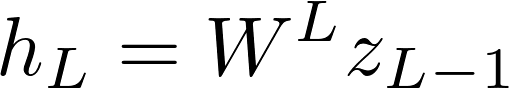 h_L = W^L z_{L-1}